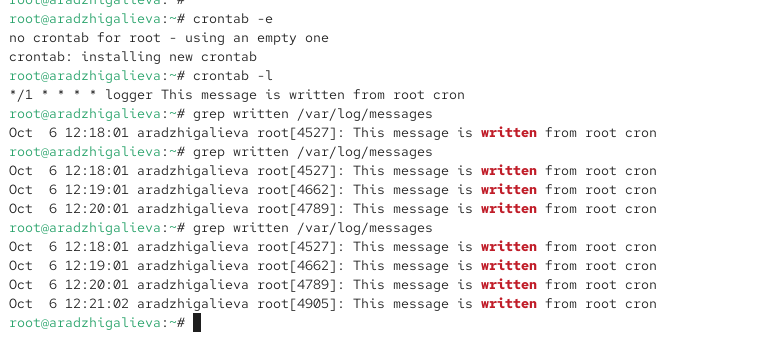 root@aradzhigalieva:~#
root@aradzhigalieva:~# crontab -e
no crontab for root - using an empty one
crontab: installing new crontab
root@aradzhigalieva:~# crontab -l
*/1 * * * * logger This message is written from root cron
root@aradzhigalieva:~# grep written /var/log/messages
Oct  6 12:18:01 aradzhigalieva root[4527]: This message is written from root cron
root@aradzhigalieva:~# grep written /var/log/messages
Oct  6 12:18:01 aradzhigalieva root[4527]: This message is written from root cron
Oct  6 12:19:01 aradzhigalieva root[4662]: This message is written from root cron
Oct  6 12:20:01 aradzhigalieva root[4789]: This message is written from root cron
root@aradzhigalieva:~# grep written /var/log/messages
Oct  6 12:18:01 aradzhigalieva root[4527]: This message is written from root cron
Oct  6 12:19:01 aradzhigalieva root[4662]: This message is written from root cron
Oct  6 12:20:01 aradzhigalieva root[4789]: This message is written from root cron
Oct  6 12:21:02 aradzhigalieva root[4905]: This message is written from root cron
root@aradzhigalieva:~#